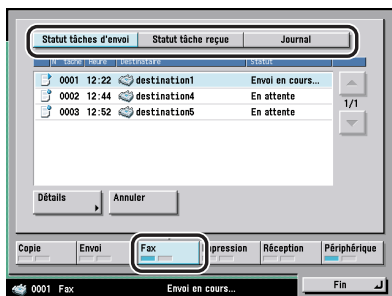 Statut tâches d'envoi Statut tâche reçue Journal
N tâche Heure Destinataire Statut
0001 12:22 destination1 Envoi en cours...
0002 12:44 destination4 En attente
0003 12:52 destination5 En attente
1/1
Détails Annuler
Copie Envoi Fax pression Réception Périphérique
0001 Fax Envoi en cours... Fin